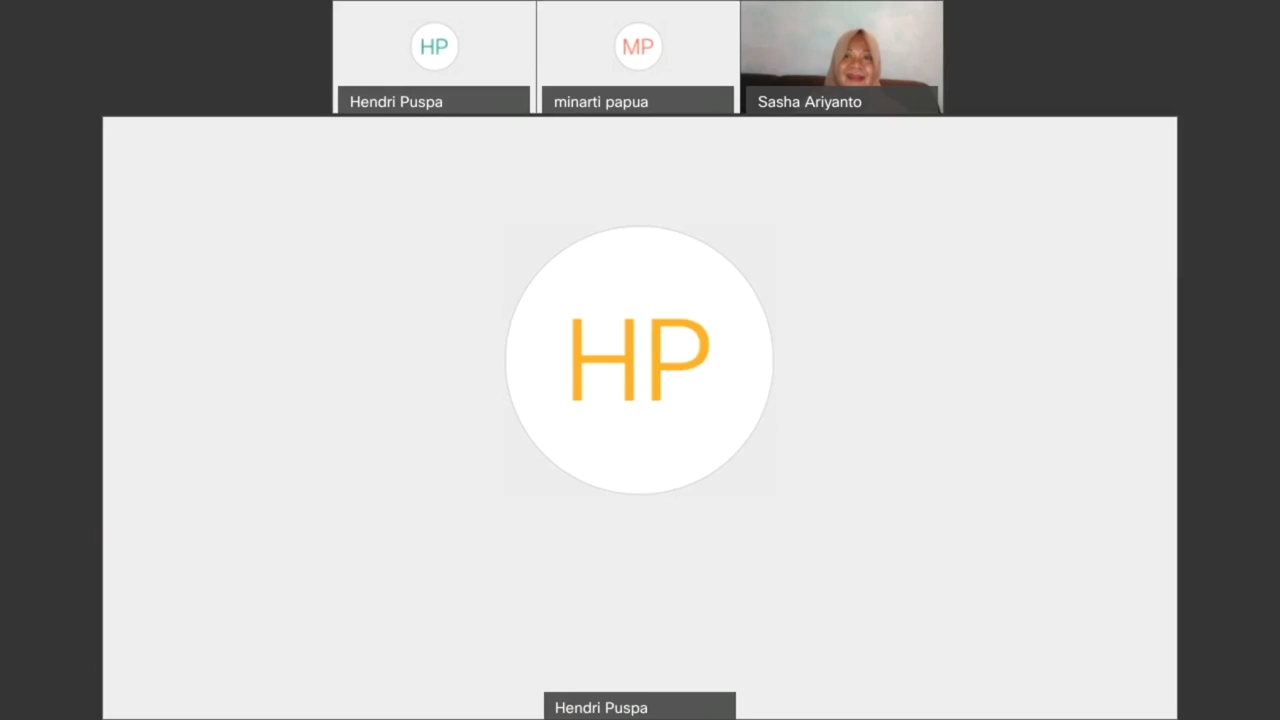 HP
MP
Hendri Puspa
minarti papua
Sasha Ariyanto
HP
Hendri Puspa